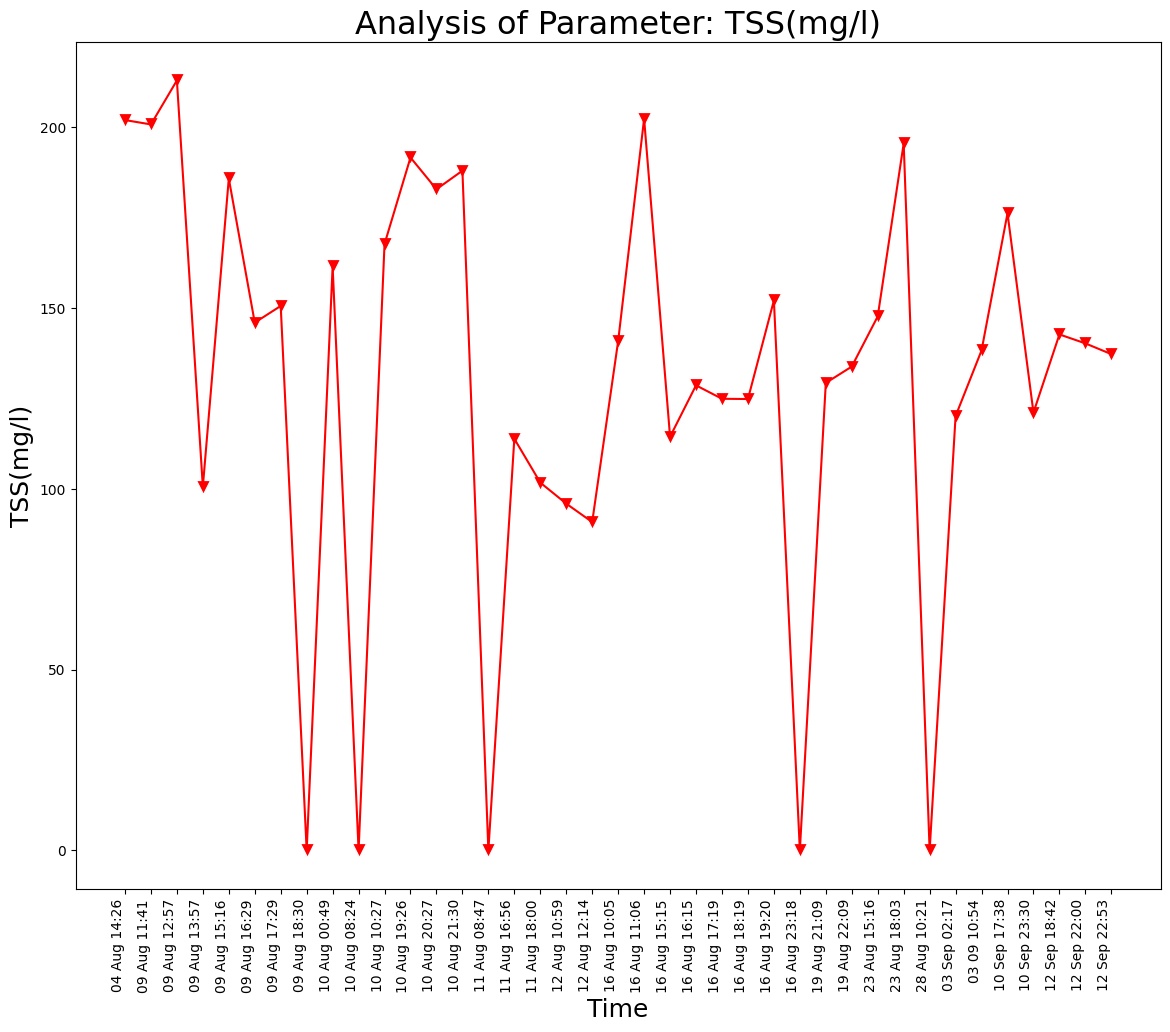 Analysis of Parameter: TSS(mg/l)
TSS(mg/l)
200
150
100
50
0
04 Aug 14:26
09 Aug 11:41
09 Aug 12:57
09 Aug 13:57
09 Aug 15:16
09 Aug 16:29
09 Aug 17:29
09 Aug 18:30
10 Aug 00:49
10 Aug 08:24
10 Aug 10:27
10 Aug 19:26
10 Aug 20:27
10 Aug 21:30
11 Aug 08:47
11 Aug 16:56
11 Aug 18:00
12 Aug 10:59
12 Aug 12:14
16 Aug 10:05
16 Aug 11:06
16 Aug 15:15
16 Aug 16:15
16 Aug 17:19
16 Aug 18:19
16 Aug 19:20
16 Aug 23:18
19 Aug 21:09
19 Aug 22:09
23 Aug 15:16
23 Aug 18:03
28 Aug 10:21
03 Sep 02:17
03 09 10:54
10 Sep 17:38
10 Sep 23:30
12 Sep 18:42
12 Sep 22:00
12 Sep 22:53
Time